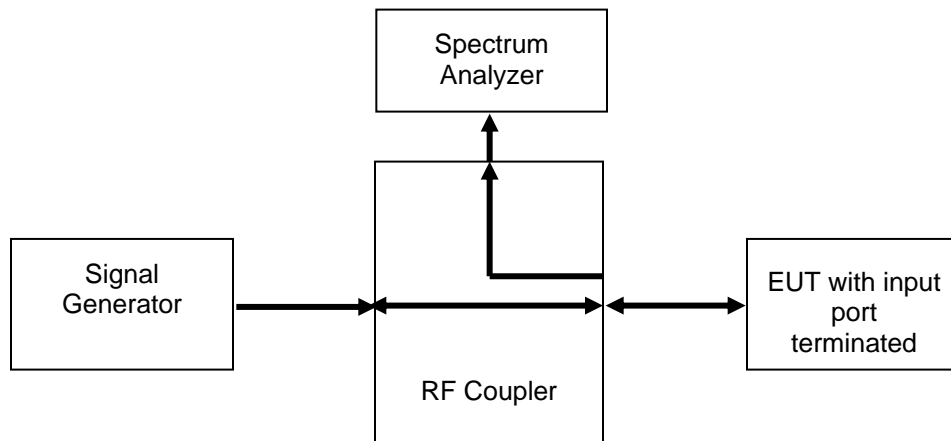 Spectrum
Analyzer
Signal
Generator
EUT with input
port
terminated
RF Coupler